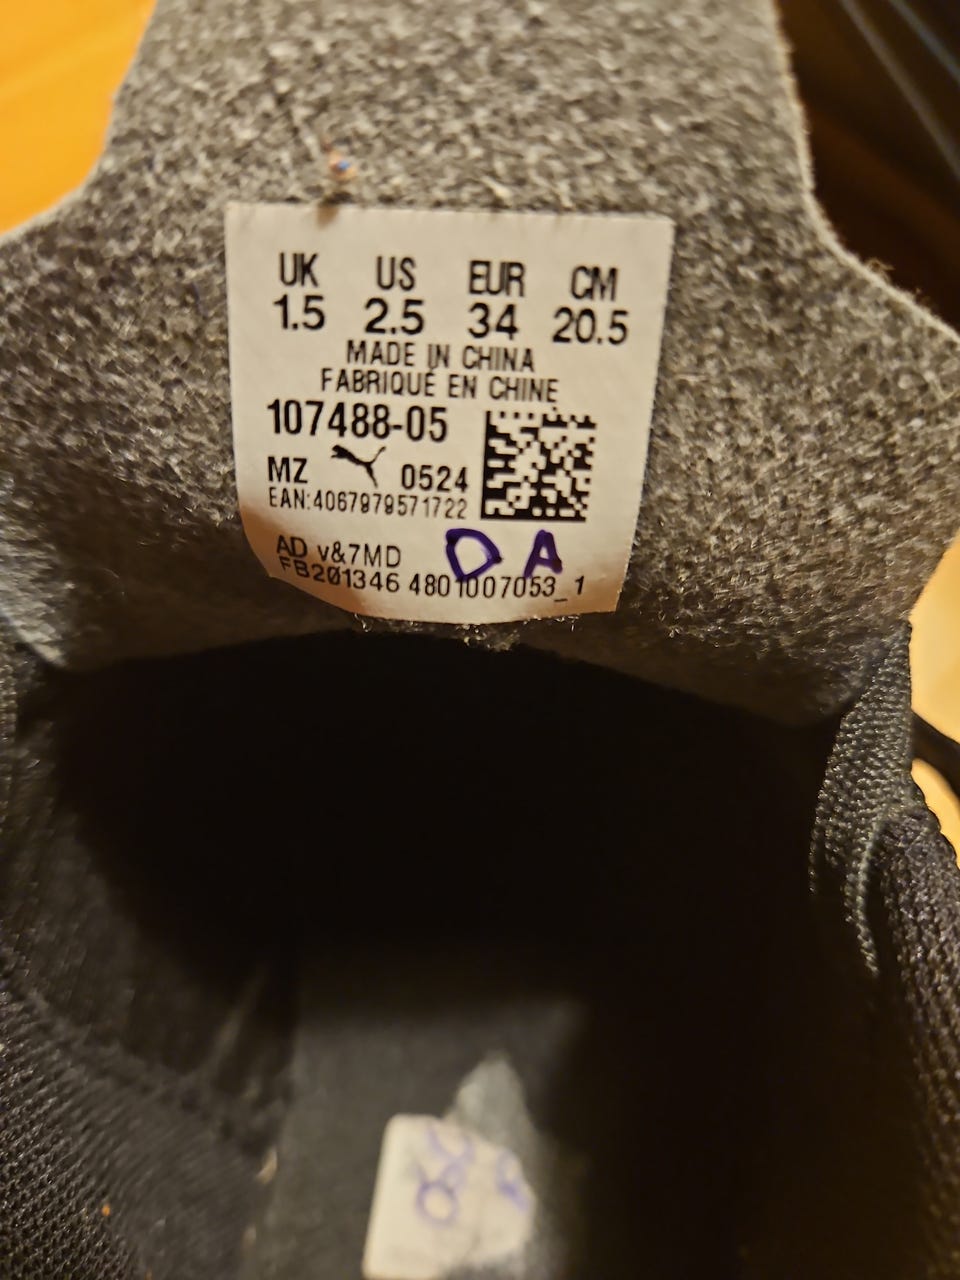 UK US EUR CM
1.5 2.5 34 20.5
MADE IN CHINA
FABRIQUÉ EN CHINE
107488-05
MZ 0524
EAN:4067979571722
AD v&7MD DA
FB201346 4801007053_1